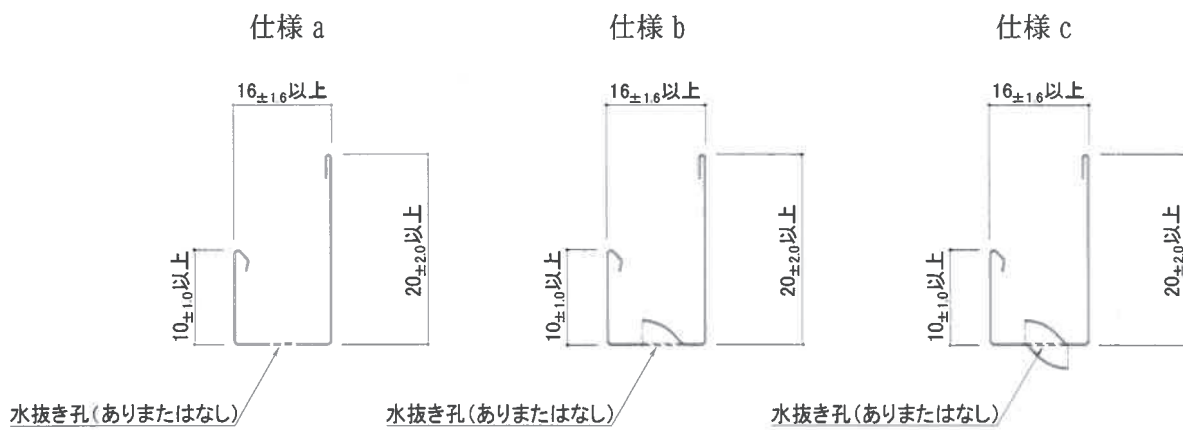 仕様 a
仕様 b
仕様 c
16±1.6以上
16±1.6以上
16±1.6以上
10±1.0以上
20±2.0以上
10±1.0以上
20±2.0以上
10±1.0以上
20±2.0以上
水抜き孔(ありまたはなし)
水抜き孔(ありまたはなし)
水抜き孔(ありまたはなし)